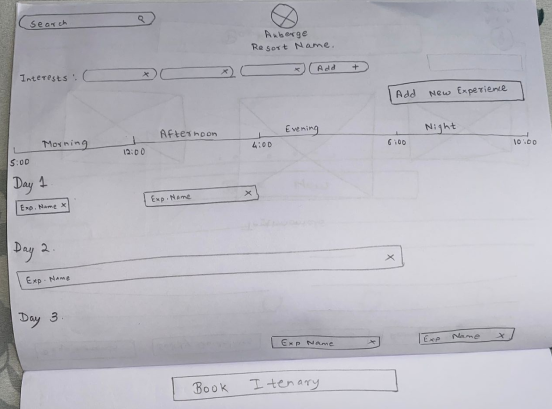 Search
Auberge
Resort Name.
Interests: x x x Add +
Add New Experience
Morning Afternoon Evening Night
5:00 12:00 4:00 6:00 10:00
Day 1
Exp. Name x Exp. Name x
Day 2.
Exp. Name x
Day 3.
Exp Name x Exp Name x
Book Itenary